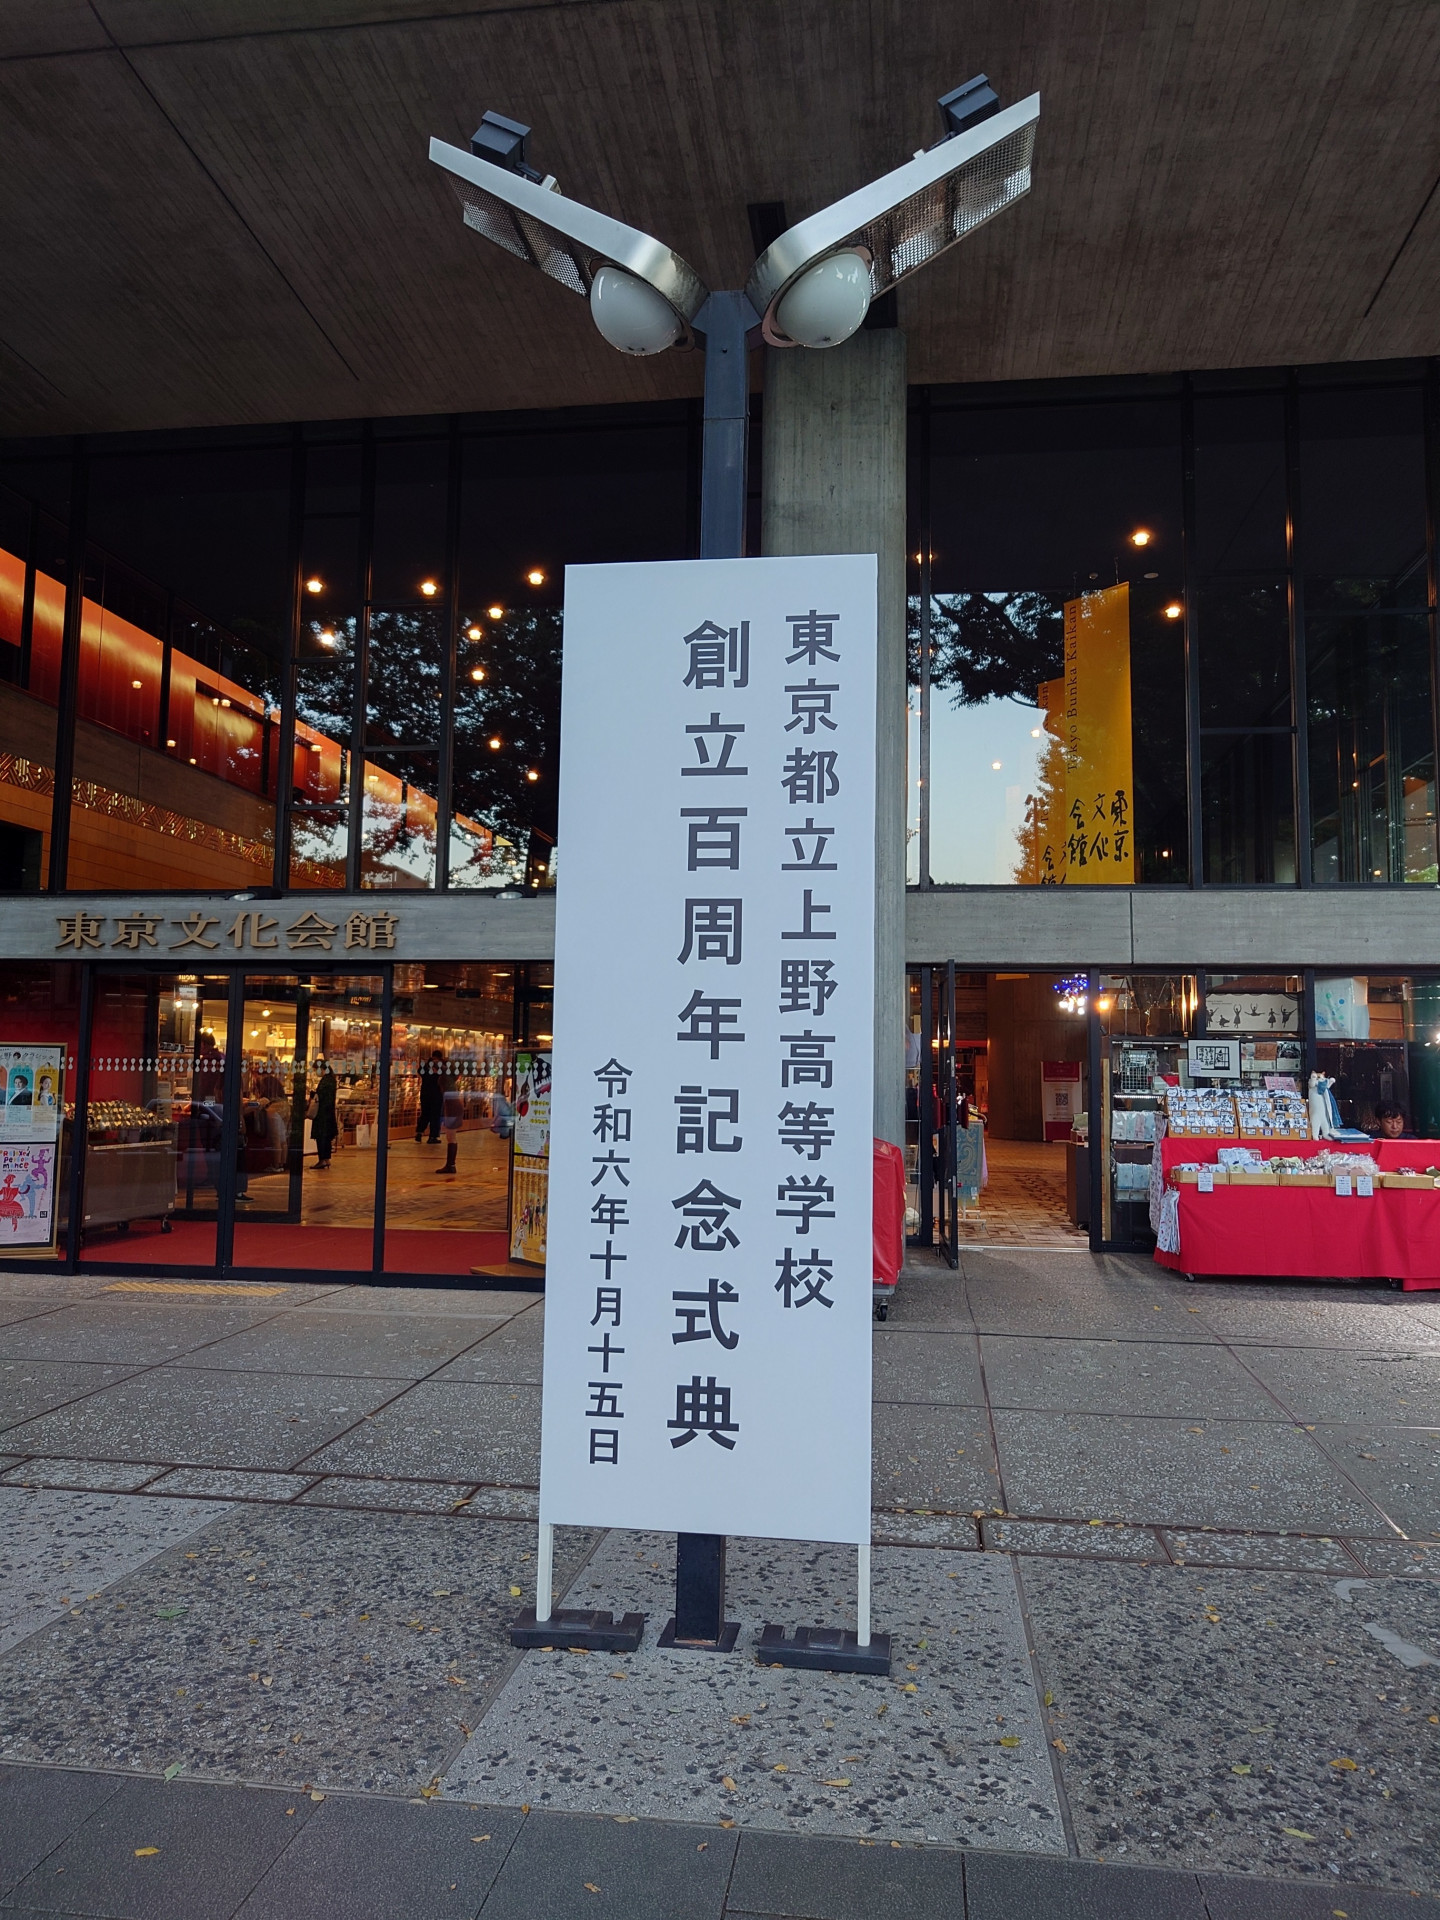 東京都立上野高等学校
創立百周年記念式典
令和六年十月十五日
東京文化会館
Tokyo Bunka Kaikan
東京
文化
会館